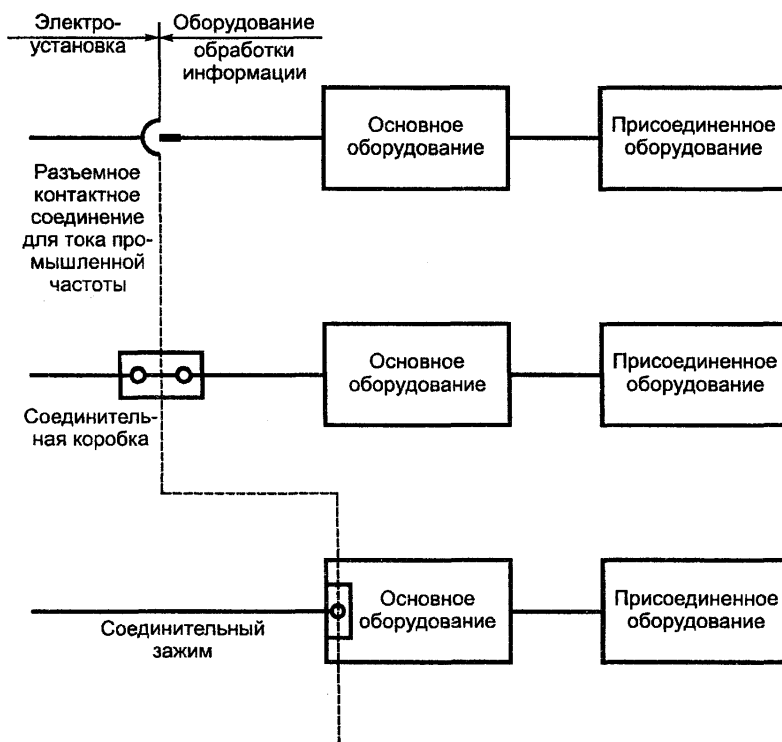 Электро-
установка
Оборудование
обработки
информации
Основное
оборудование
Присоединенное
оборудование
Разъемное
контактное
соединение
для тока про-
мышленной
частоты
Основное
оборудование
Присоединенное
оборудование
Соединитель-
ная коробка
Основное
оборудование
Присоединенное
оборудование
Соединительный
зажим